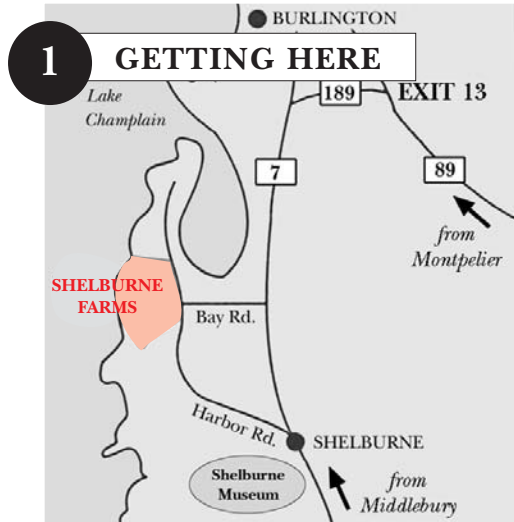 BURLINGTON
1
GETTING HERE
Lake
Champlain
189
EXIT 13
7
89
from
Montpelier
SHELBURNE
FARMS
Bay Rd.
Harbor Rd.
SHELBURNE
Shelburne
Museum
from
Middlebury